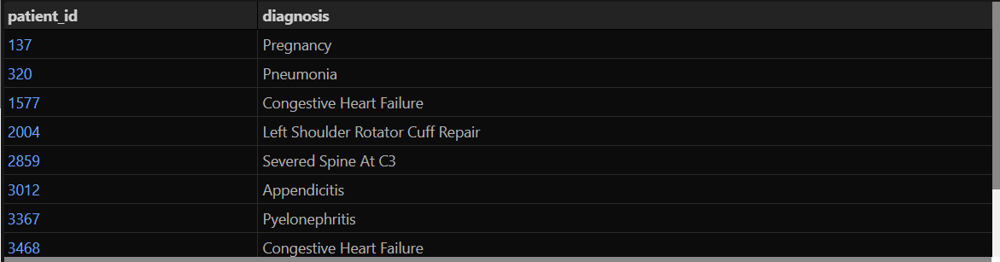 patient_id diagnosis
137 Pregnancy
320 Pneumonia
1577 Congestive Heart Failure
2004 Left Shoulder Rotator Cuff Repair
2859 Severed Spine At C3
3012 Appendicitis
3367 Pyelonephritis
3468 Congestive Heart Failure